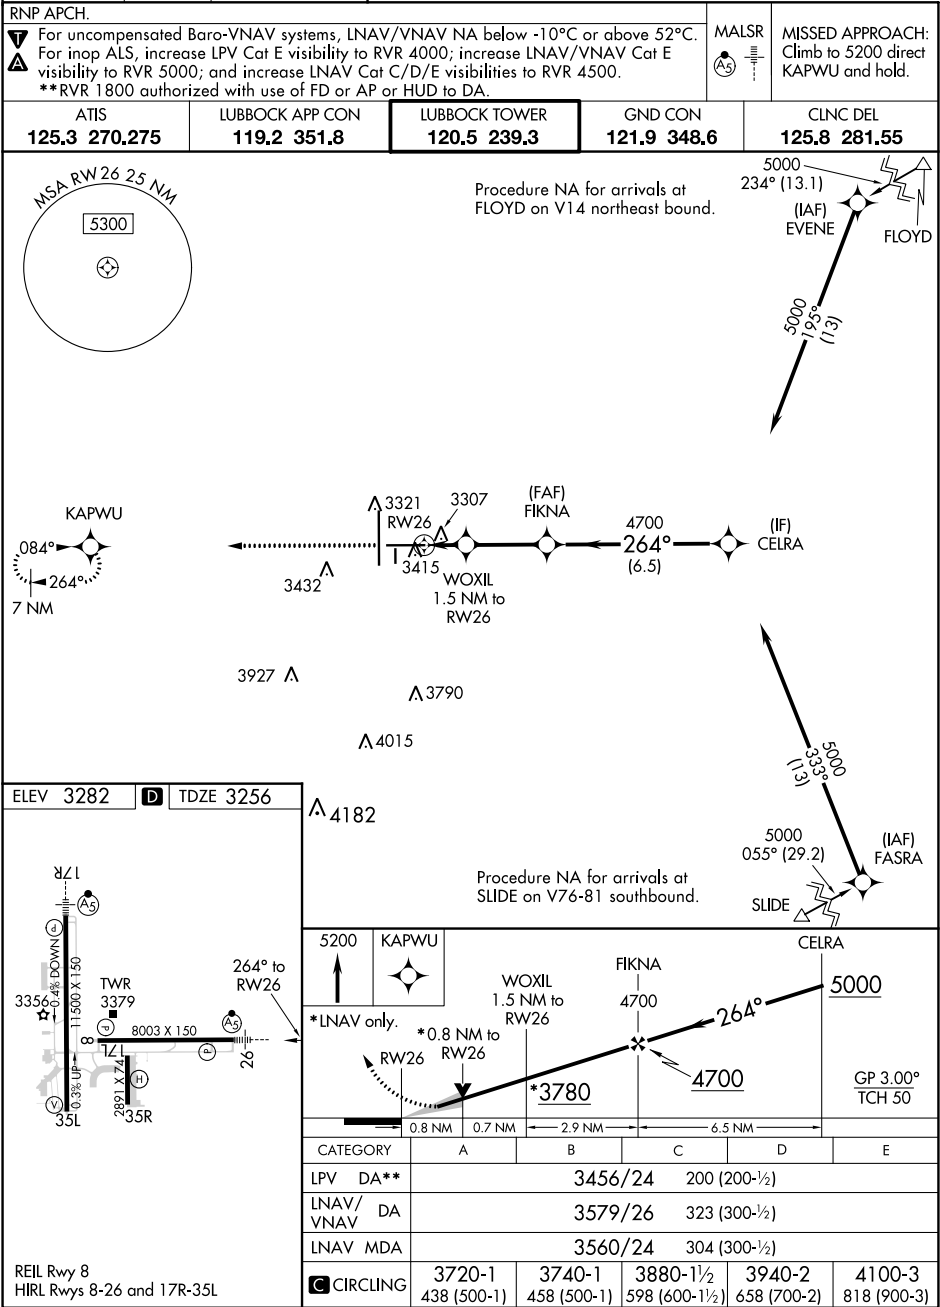 RNP APCH.
T For uncompensated Baro-VNAV systems, LNAV/VNAV NA below -10°C or above 52°C.
A For inop ALS, increase LPV Cat E visibility to RVR 4000; increase LNAV/VNAV Cat E
visibility to RVR 5000; and increase LNAV Cat C/D/E visibilities to RVR 4500.
**RVR 1800 authorized with use of FD or AP or HUD to DA.
MALSR
A5
MISSED APPROACH:
Climb to 5200 direct
KAPWU and hold.
ATIS
125.3 270.275
LUBBOCK APP CON
119.2 351.8
LUBBOCK TOWER
120.5 239.3
GND CON
121.9 348.6
CLNC DEL
125.8 281.55
MSA RW 26 25 NM
5300
Procedure NA for arrivals at
FLOYD on V14 northeast bound.
5000
234° (13.1)
(IAF)
EVENE
FLOYD
5000
195°
(13)
KAPWU
084°
264°
7 NM
3321
RW26
3307
3415
3432
(FAF)
FIKNA
WOXIL
1.5 NM to
RW26
4700
264°
(6.5)
(IF)
CELRA
3927
3790
4015
4182
5000
333°
(13)
5000
055° (29.2)
(IAF)
FASRA
SLIDE
Procedure NA for arrivals at
SLIDE on V76-81 southbound.
ELEV 3282
D
TDZE 3256
17R
A5
P
0.4% DOWN
11500 X 150
3356
TWR
3379
P
264° to
RW26
8003 X 150
A5
8
17L
P
26
0.3% UP
2891 X 74
H
V
35L
35R
REIL Rwy 8
HIRL Rwys 8-26 and 17R-35L
5200
KAPWU
*LNAV only.
RW26
*0.8 NM to
RW26
WOXIL
1.5 NM to
RW26
FIKNA
4700
CELRA
5000
264°
4700
*3780
GP 3.00°
TCH 50
0.8 NM
0.7 NM
2.9 NM
6.5 NM
CATEGORY A B C D E
LPV DA** 3456/24 200 (200-½)
LNAV/
VNAV DA 3579/26 323 (300-½)
LNAV MDA 3560/24 304 (300-½)
C CIRCLING
3720-1
438 (500-1)
3740-1
458 (500-1)
3880-1½
598 (600-1½)
3940-2
658 (700-2)
4100-3
818 (900-3)